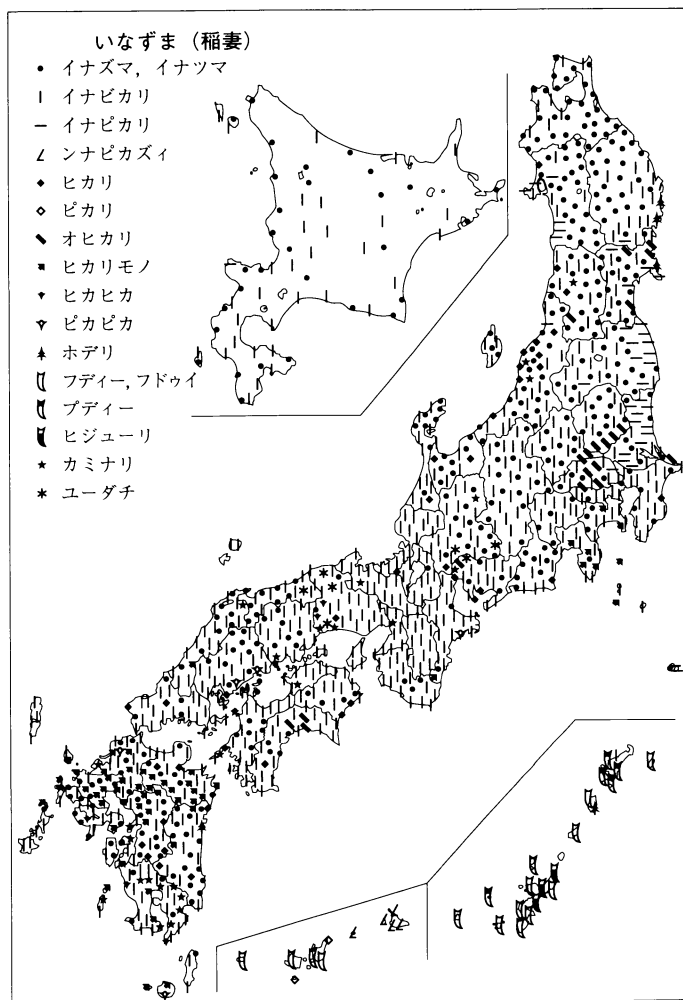 いなずま（稲妻）
イナズマ，イナツマ
イナビカリ
イナピカリ
ンナピカズィ
ヒカリ
ピカリ
オヒカリ
ヒカリモノ
ヒカヒカ
ピカピカ
ホデリ
フディー，フドゥイ
プディー
ヒジューリ
カミナリ
ユーダチ